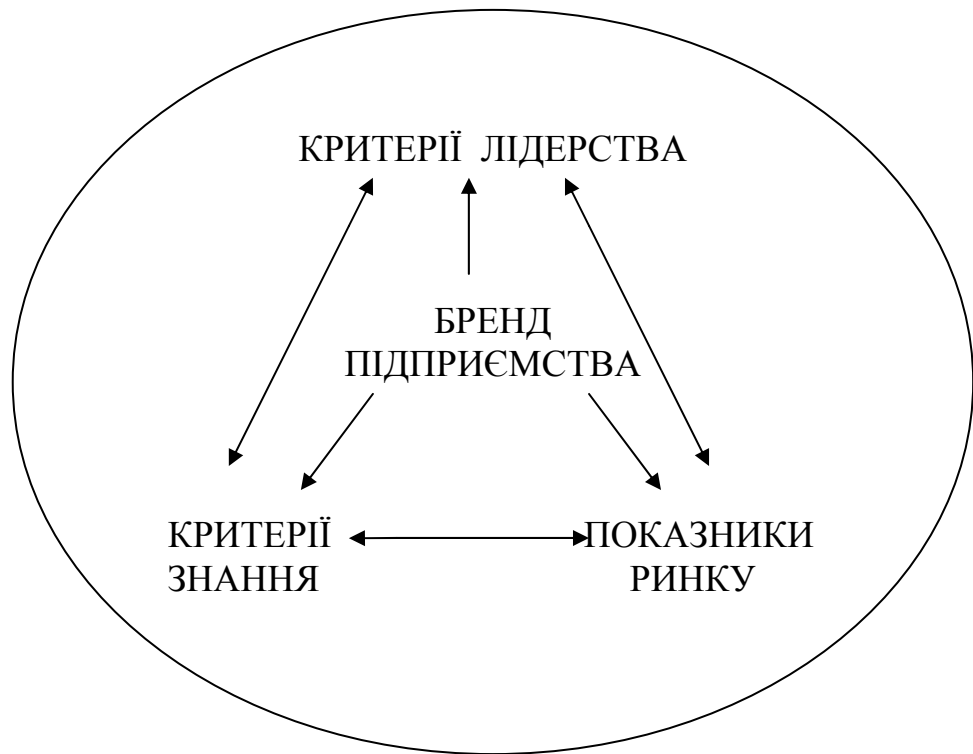 КРИТЕРІЇ ЛІДЕРСТВА
БРЕНД
ПІДПРИЄМСТВА
КРИТЕРІЇ
ЗНАННЯ
ПОКАЗНИКИ
РИНКУ